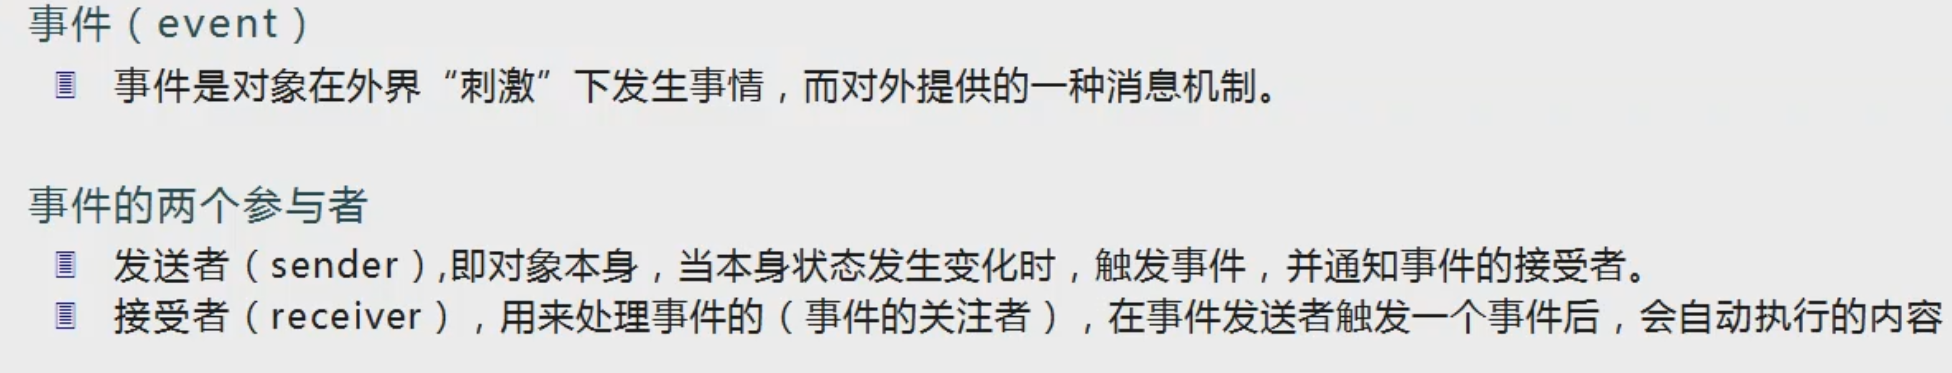 事件（event）
事件是对象在外界“刺激”下发生事情，而对外提供的一种消息机制。
事件的两个参与者
发送者（sender）,即对象本身，当本身状态发生变化时，触发事件，并通知事件的接受者。
接受者（receiver），用来处理事件的（事件的关注者），在事件发送者触发一个事件后，会自动执行的内容